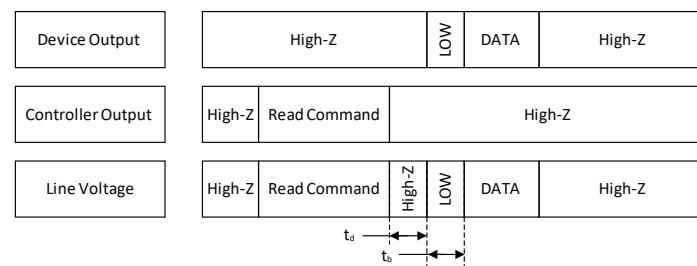 Device Output High-Z LOW DATA High-Z
Controller Output High-Z Read Command High-Z
Line Voltage High-Z Read Command High-Z LOW DATA High-Z
td
tb